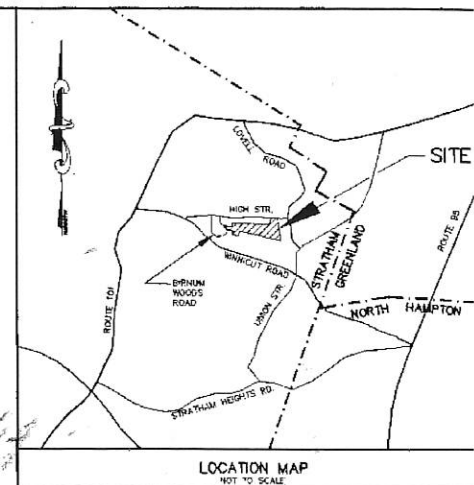 LOVELL ROAD
SITE
HIGH STR.
STRATHAM
GREENLAND
ROUTE 95
WINNICUT ROAD
BIRNUM
WOODS
ROAD
ROUTE 101
UNION STR.
NORTH HAMPTON
STRATHAM HEIGHTS RD.
LOCATION MAP
NOT TO SCALE